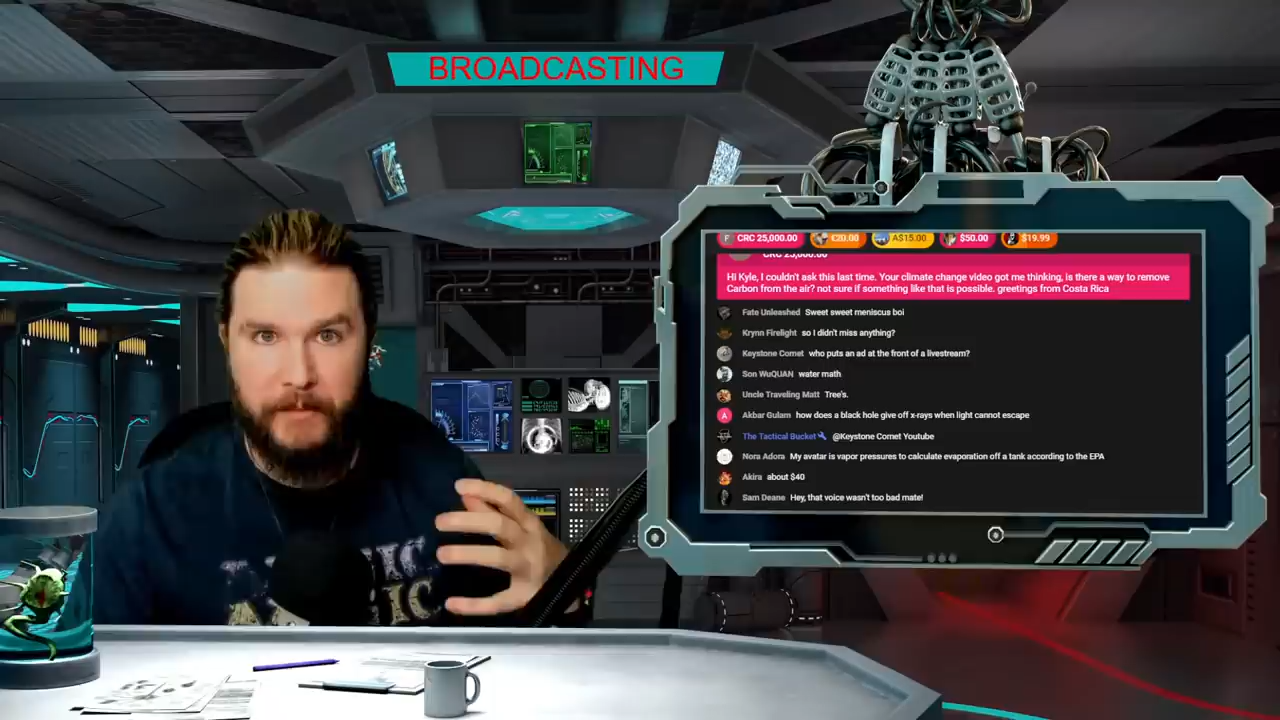 BROADCASTING
CRC 25,000.00 €20.00 A$15.00 $50.00 $19.99
CRC 25,000.00
Hi Kyle, I couldn't ask this last time. Your climate change video got me thinking, is there a way to remove
Carbon from the air? not sure if something like that is possible. greetings from Costa Rica
Fate Unleashed Sweet sweet meniscus boi
Krynn Firelight so I didn't miss anything?
Keystone Comet who puts an ad at the front of a livestream?
Son WuQUAN water math
Uncle Traveling Matt Tree's.
Akbar Gulam how does a black hole give off x-rays when light cannot escape
The Tactical Bucket @Keystone Comet Youtube
Nora Adora My avatar is vapor pressures to calculate evaporation off a tank according to the EPA
Akira about $40
Sam Deane Hey, that voice wasn't too bad mate!